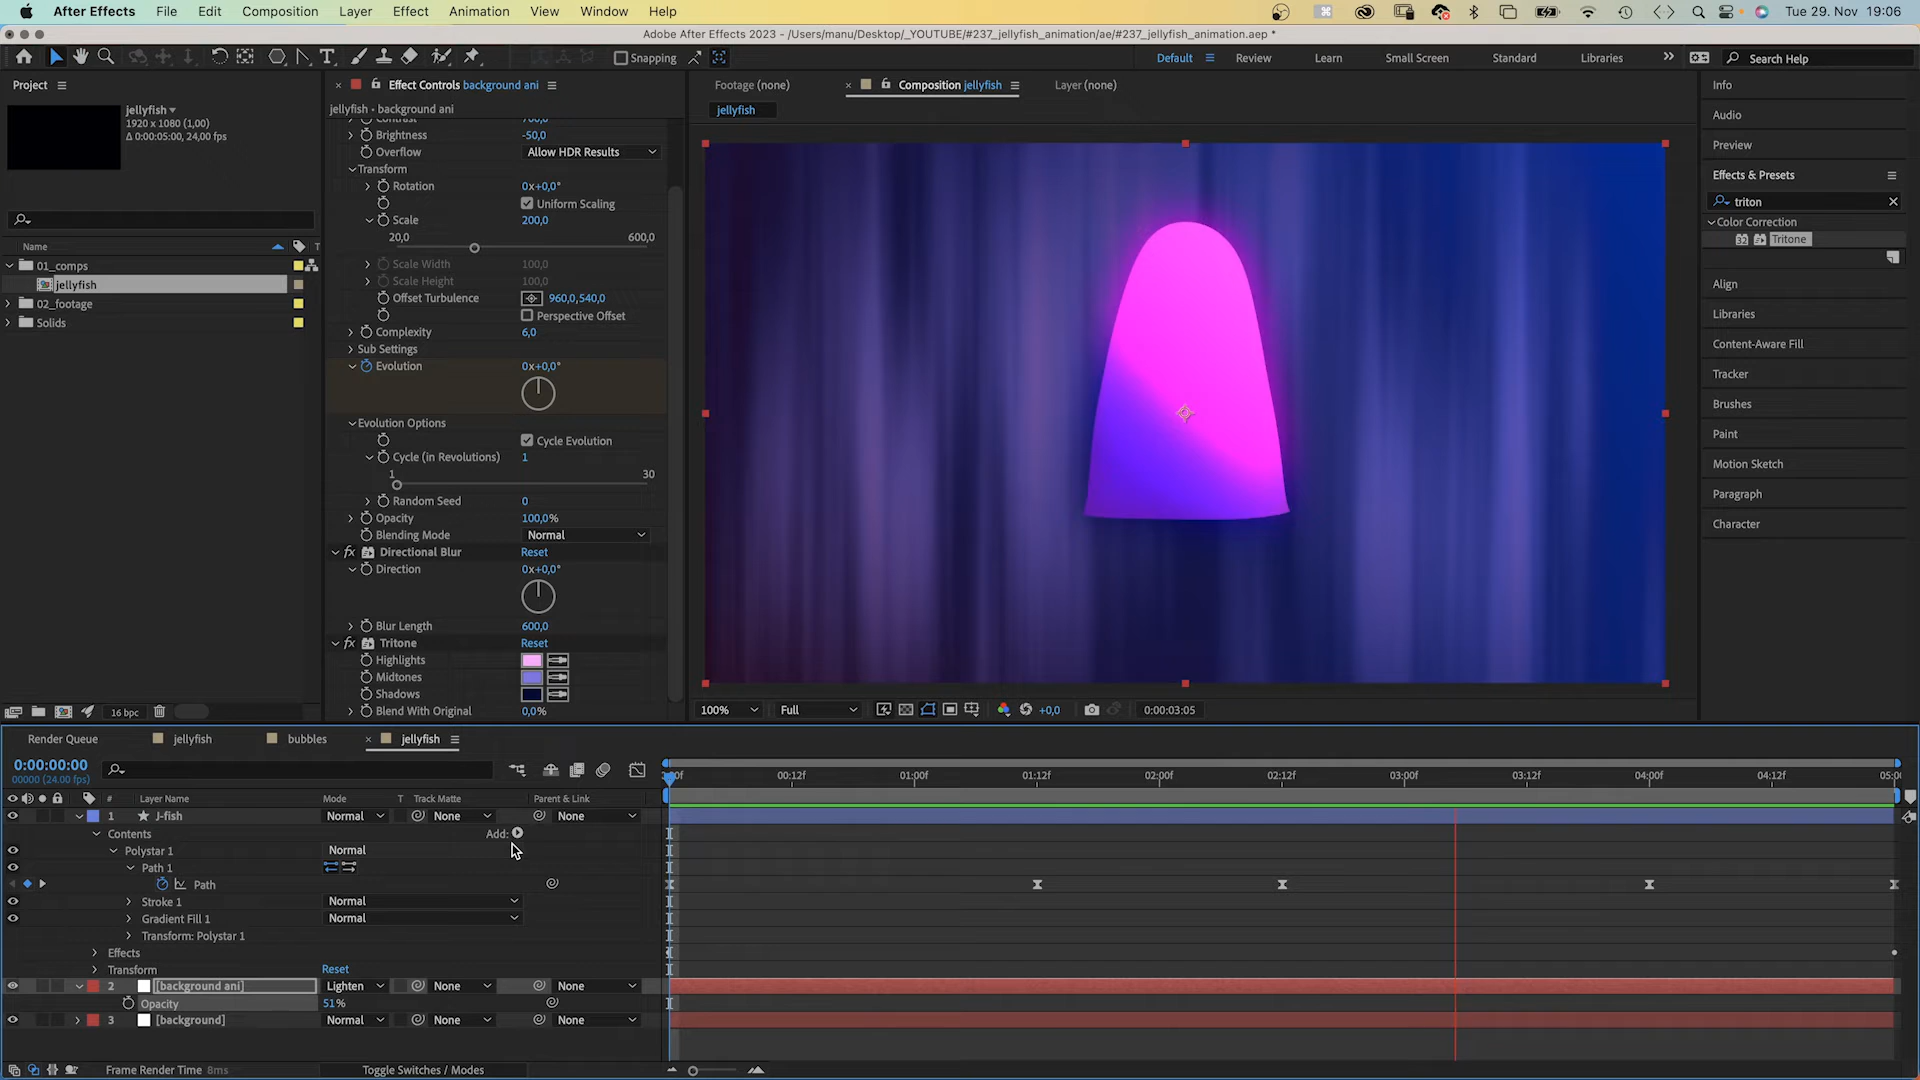 After Effects File Edit Composition Layer Effect Animation View Window Help Tue 29. Nov 19:06
Adobe After Effects 2023 - /Users/manu/Desktop/_YOUTUBE/#237_jellyfish_animation/ae/#237_jellyfish_animation.aep *
Snapping Default Review Learn Small Screen Standard Libraries Search Help
Project
jellyfish
1920 x 1080 (1,00)
Δ 0:00:05:00, 24,00 fps
Name T
01_comps
jellyfish
02_footage
Solids
16 bpc
Effect Controls background ani
jellyfish • background ani
Contrast 700,0
Brightness -50,0
Overflow Allow HDR Results
Transform
Rotation 0x+0,0°
Uniform Scaling
Scale 200,0
20,0 600,0
Scale Width 100,0
Scale Height 100,0
Offset Turbulence 960,0,540,0
Perspective Offset
Complexity 6,0
Sub Settings
Evolution 0x+0,0°
Evolution Options
Cycle Evolution
Cycle (in Revolutions) 1
1 30
Random Seed 0
Opacity 100,0%
Blending Mode Normal
fx Directional Blur Reset
Direction 0x+0,0°
Blur Length 600,0
fx Tritone Reset
Highlights
Midtones
Shadows
Blend With Original 0,0%
Footage (none) Composition jellyfish Layer (none)
jellyfish
100% Full +0,0 0:00:03:05
Info
Audio
Preview
Effects & Presets
triton
Color Correction
32 Tritone
Align
Libraries
Content-Aware Fill
Tracker
Brushes
Paint
Motion Sketch
Paragraph
Character
Render Queue jellyfish bubbles jellyfish
0:00:00:00
00000 (24.00 fps)
00:12f 01:00f 01:12f 02:00f 02:12f 03:00f 03:12f 04:00f 04:12f
# Layer Name Mode T Track Matte Parent & Link
1 J-fish Normal None None
Contents Add:
Polystar 1 Normal
Path 1
Path
Stroke 1 Normal
Gradient Fill 1 Normal
Transform: Polystar 1
Effects
Transform Reset
2 [background ani] Lighten None None
Opacity 51%
3 [background] Normal None None
Frame Render Time 8ms Toggle Switches / Modes